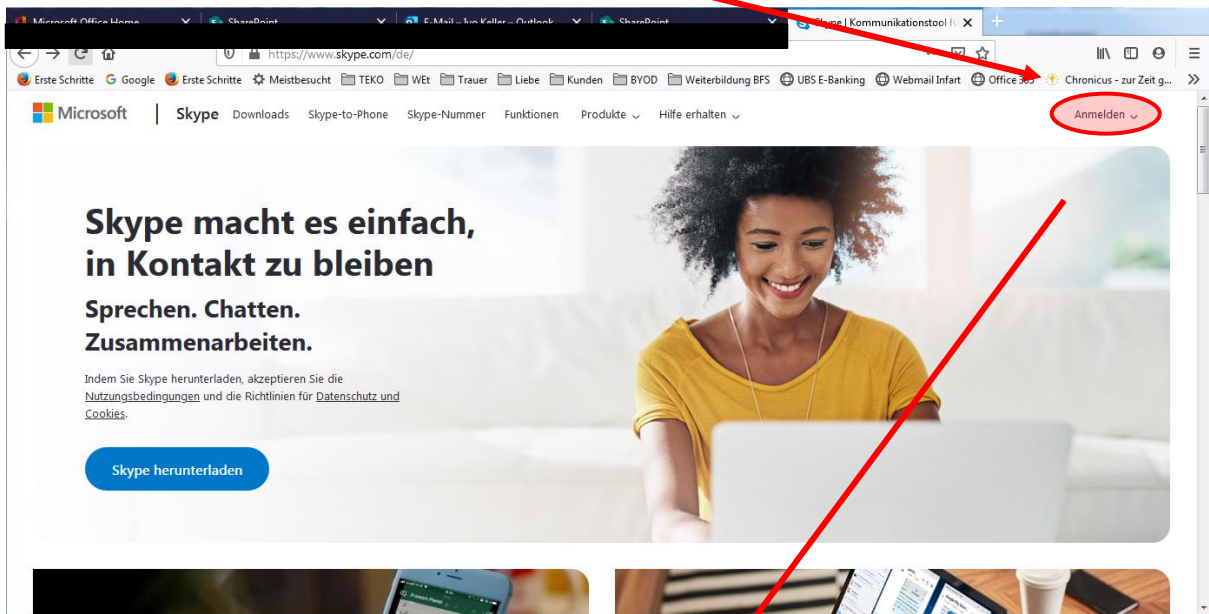 Microsoft Office Home SharePoint E-Mail – Ivo Keller – Outlook SharePoint Skype | Kommunikationstool fü
https://www.skype.com/de/
Erste Schritte Google Erste Schritte Meistbesucht TEKO WEt Trauer Liebe Kunden BYOD Weiterbildung BFS UBS E-Banking Webmail Infart Office 365 Chronicus - zur Zeit g...
Microsoft Skype Downloads Skype-to-Phone Skype-Nummer Funktionen Produkte Hilfe erhalten Anmelden
Skype macht es einfach,
in Kontakt zu bleiben
Sprechen. Chatten.
Zusammenarbeiten.
Indem Sie Skype herunterladen, akzeptieren Sie die
Nutzungsbedingungen und die Richtlinien für Datenschutz und
Cookies.
Skype herunterladen